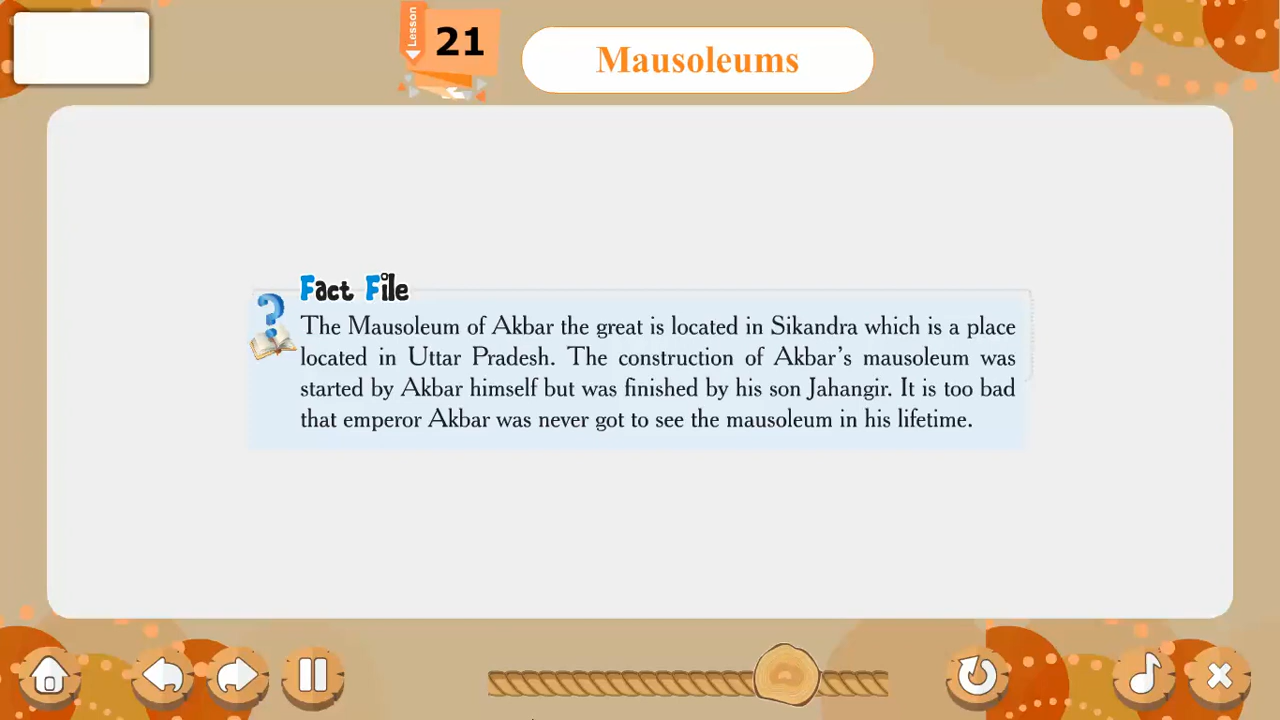 Lesson
21
Mausoleums
Fact File
The Mausoleum of Akbar the great is located in Sikandra which is a place
located in Uttar Pradesh. The construction of Akbar's mausoleum was
started by Akbar himself but was finished by his son Jahangir. It is too bad
that emperor Akbar was never got to see the mausoleum in his lifetime.